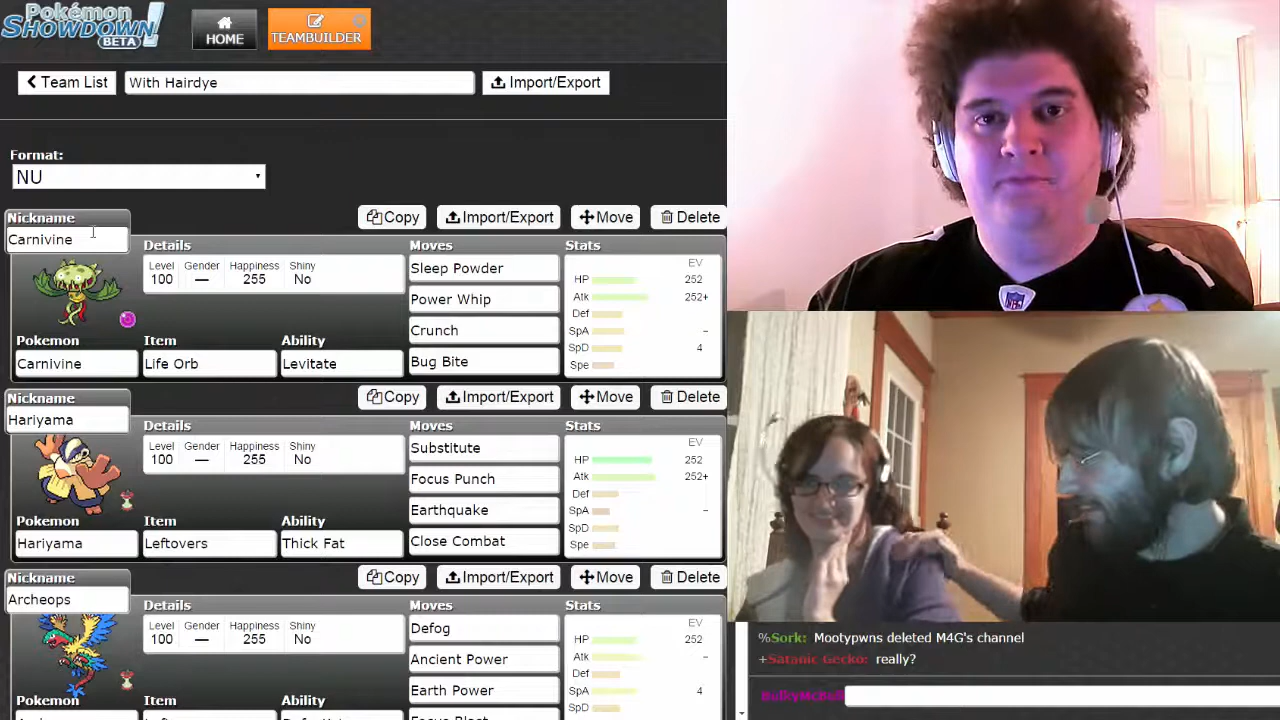 Pokémon
SHOWDOWN!
BETA
HOME
TEAMBUILDER
Team List
With Hairdye
Import/Export
Format:
NU
Nickname
Carnivine
Copy
Import/Export
Move
Delete
Details
Moves
Stats
Level Gender Happiness Shiny
100 — 255 No
Sleep Powder
Power Whip
Crunch
Bug Bite
EV
HP 252
Atk 252+
Def
SpA –
SpD 4
Spe
Pokemon Item Ability
Carnivine Life Orb Levitate
Nickname
Hariyama
Copy
Import/Export
Move
Delete
Details
Moves
Stats
Level Gender Happiness Shiny
100 — 255 No
Substitute
Focus Punch
Earthquake
Close Combat
EV
HP 252
Atk 252+
Def
SpA –
SpD
Spe
Pokemon Item Ability
Hariyama Leftovers Thick Fat
Nickname
Archeops
Copy
Import/Export
Move
Delete
Details
Moves
Stats
Level Gender Happiness Shiny
100 — 255 No
Defog
Ancient Power
Earth Power
EV
HP 252
Atk –
Def
SpA 4
SpD
Pokemon Item Ability
NFL
%Sork: Mootypwns deleted M4G's channel
+Satanic Gecko: really?